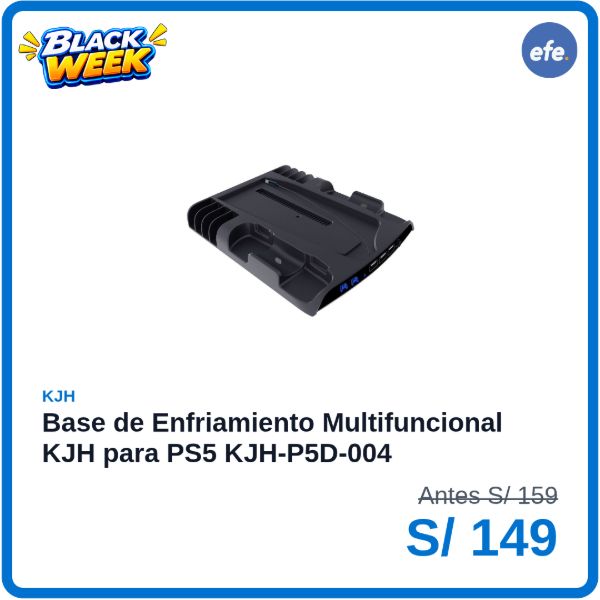 BLACK
WEEK
efe.
KJH
Base de Enfriamiento Multifuncional
KJH para PS5 KJH-P5D-004
Antes S/ 159
S/ 149